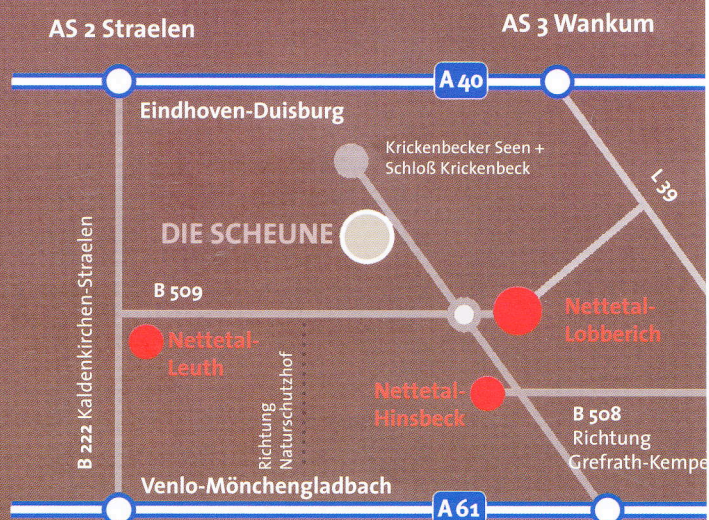 AS 2 Straelen
AS 3 Wankum
A 40
Eindhoven-Duisburg
Krickenbecker Seen +
Schloß Krickenbeck
L 39
DIE SCHEUNE
B 222 Kaldenkirchen-Straelen
B 509
Nettetal-
Lobberich
Nettetal-
Leuth
Richtung
Naturschutzhof
Nettetal-
Hinsbeck
B 508
Richtung
Grefrath-Kempe
Venlo-Mönchengladbach
A 61